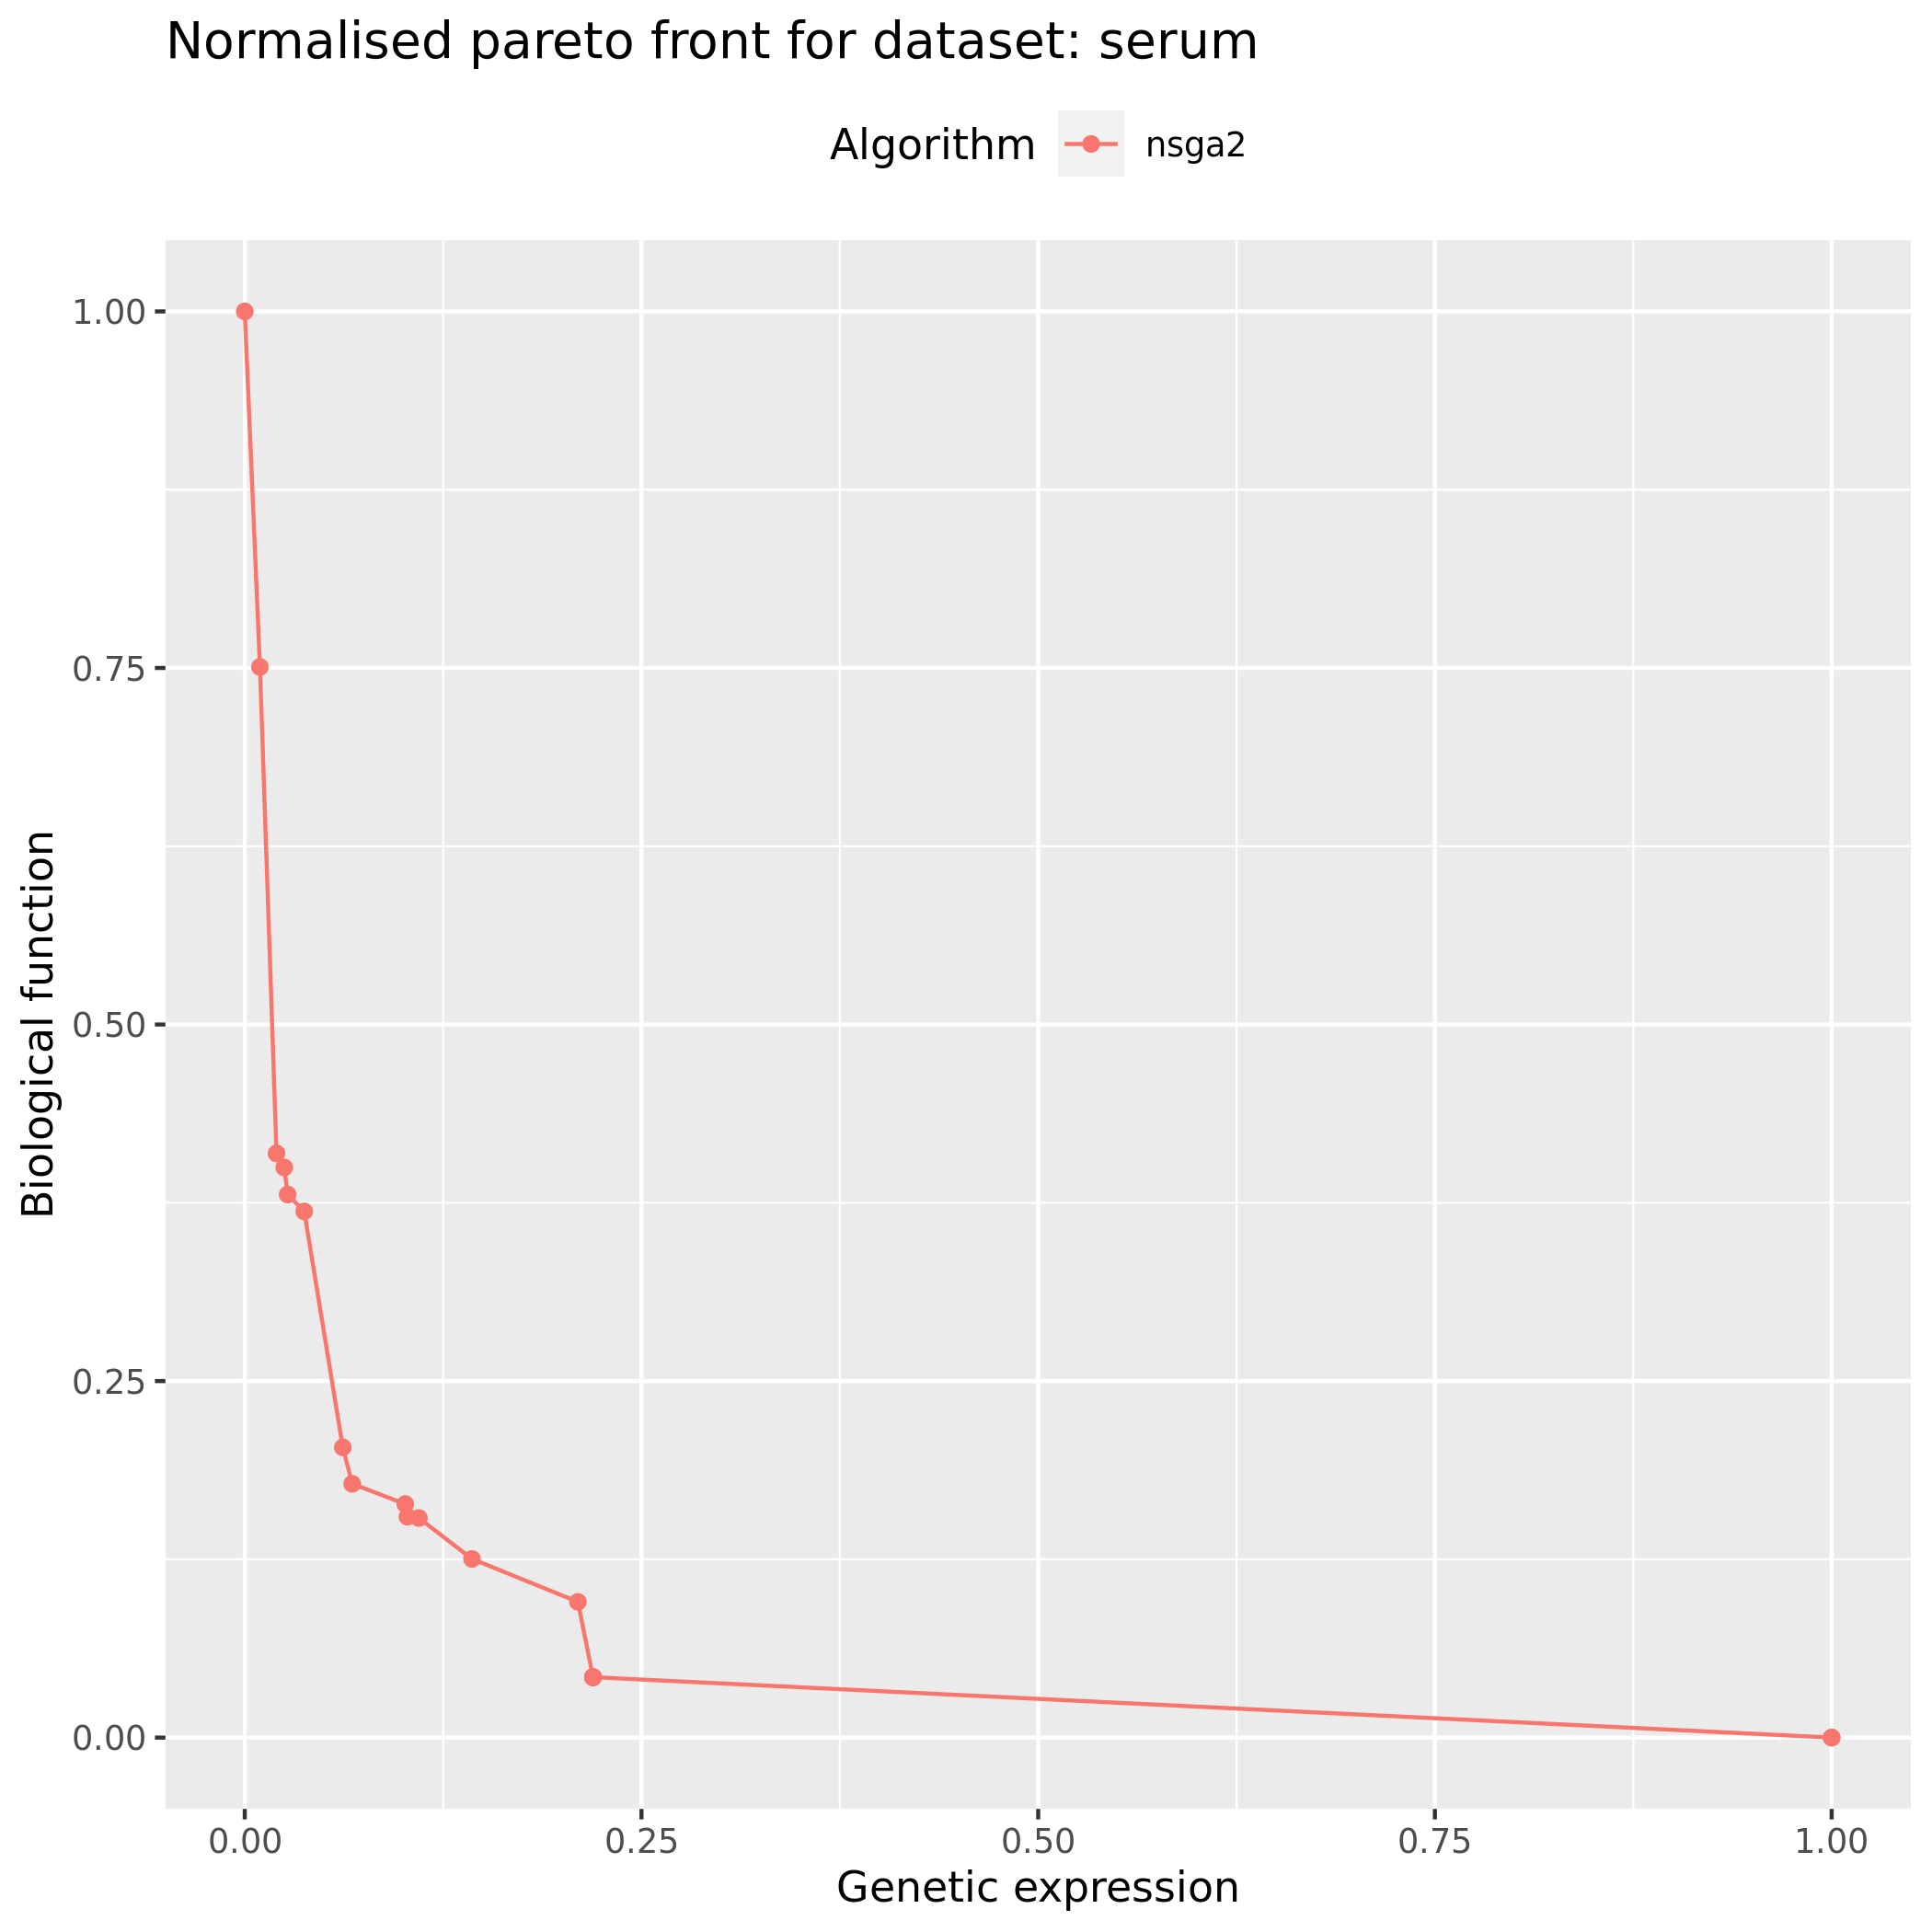 Normalised pareto front for dataset: serum
Algorithm nsga2
Biological function
1.00
0.75
0.50
0.25
0.00
0.00 0.25 0.50 0.75 1.00
Genetic expression